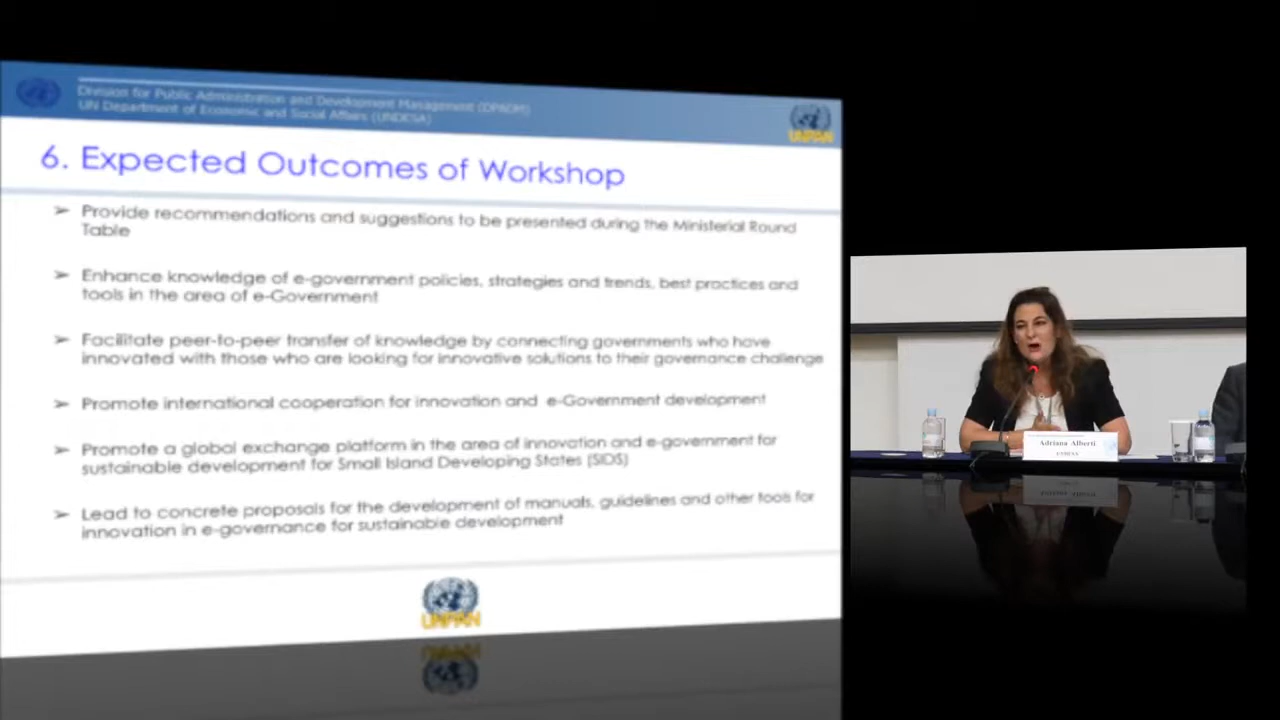 Division for Public Administration and Development Management (DPADM)
UN Department of Economic and Social Affairs (UNDESA)
UNPAN
6. Expected Outcomes of Workshop
➢ Provide recommendations and suggestions to be presented during the Ministerial Round
Table
➢ Enhance knowledge of e-government policies, strategies and trends, best practices and
tools in the area of e-Government
➢ Facilitate peer-to-peer transfer of knowledge by connecting governments who have
innovated with those who are looking for innovative solutions to their governance challenge
➢ Promote international cooperation for innovation and e-Government development
➢ Promote a global exchange platform in the area of innovation and e-government for
sustainable development for Small Island Developing States (SIDS)
➢ Lead to concrete proposals for the development of manuals, guidelines and other tools for
innovation in e-governance for sustainable development
UNPAN
Adriana Alberti
UNDESA